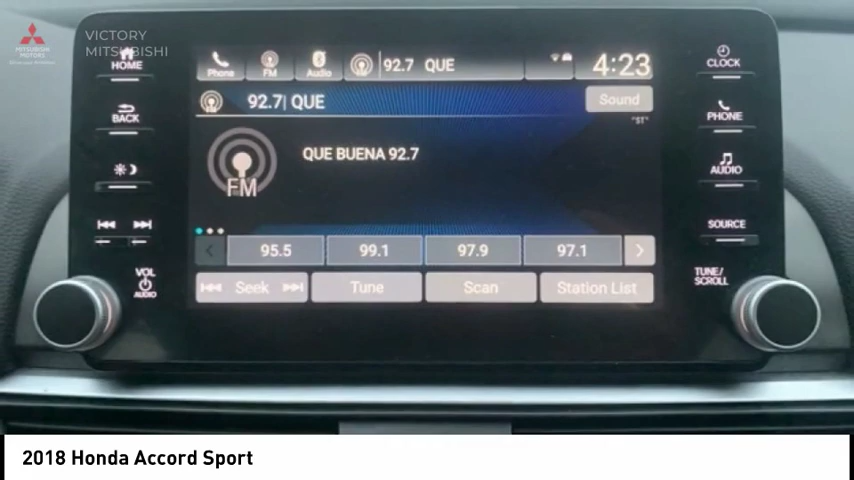 MITSUBISHI
MOTORS
VICTORY
MITSUBISHI
HOME
BACK
VOL
AUDIO
Phone
FM
Audio
92.7 QUE
4:23
92.7| QUE
Sound
"ST"
FM
QUE BUENA 92.7
95.5
99.1
97.9
97.1
Seek
Tune
Scan
Station List
CLOCK
PHONE
AUDIO
SOURCE
TUNE/
SCROLL
2018 Honda Accord Sport